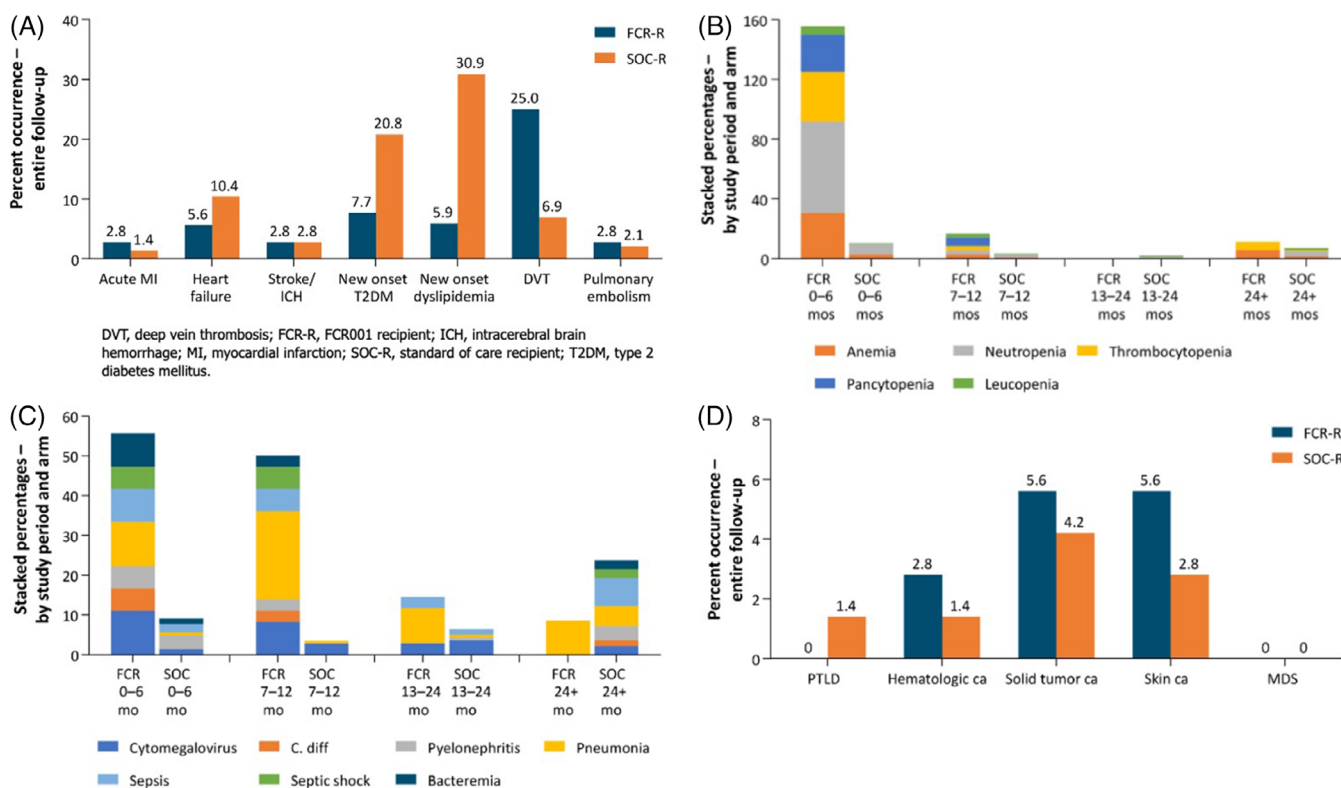 (A)
Percent occurrence –
entire follow-up
40
30
20
10
0
FCR-R
SOC-R
2.8
1.4
5.6
10.4
2.8
2.8
7.7
20.8
5.9
30.9
25.0
6.9
2.8
2.1
Acute MI
Heart
failure
Stroke/
ICH
New onset
T2DM
New onset
dyslipidemia
DVT
Pulmonary
embolism
DVT, deep vein thrombosis; FCR-R, FCR001 recipient; ICH, intracerebral brain
hemorrhage; MI, myocardial infarction; SOC-R, standard of care recipient; T2DM, type 2
diabetes mellitus.
(B)
Stacked percentages –
by study period and arm
160
120
80
40
0
FCR
0–6
mos
SOC
0–6
mos
FCR
7–12
mos
SOC
7–12
mos
FCR
13–24
mos
SOC
13-24
mos
FCR
24+
mos
SOC
24+
mos
Anemia
Neutropenia
Thrombocytopenia
Pancytopenia
Leucopenia
(C)
Stacked percentages –
by study period and arm
60
50
40
30
20
10
0
FCR
0–6
mo
SOC
0–6
mo
FCR
7–12
mo
SOC
7–12
mo
FCR
13–24
mo
SOC
13–24
mo
FCR
24+
mo
SOC
24+
mo
Cytomegalovirus
C. diff
Pyelonephritis
Pneumonia
Sepsis
Septic shock
Bacteremia
(D)
Percent occurrence –
entire follow-up
8
6
4
2
0
FCR-R
SOC-R
0
1.4
2.8
1.4
5.6
4.2
5.6
2.8
0
0
PTLD
Hematologic ca
Solid tumor ca
Skin ca
MDS